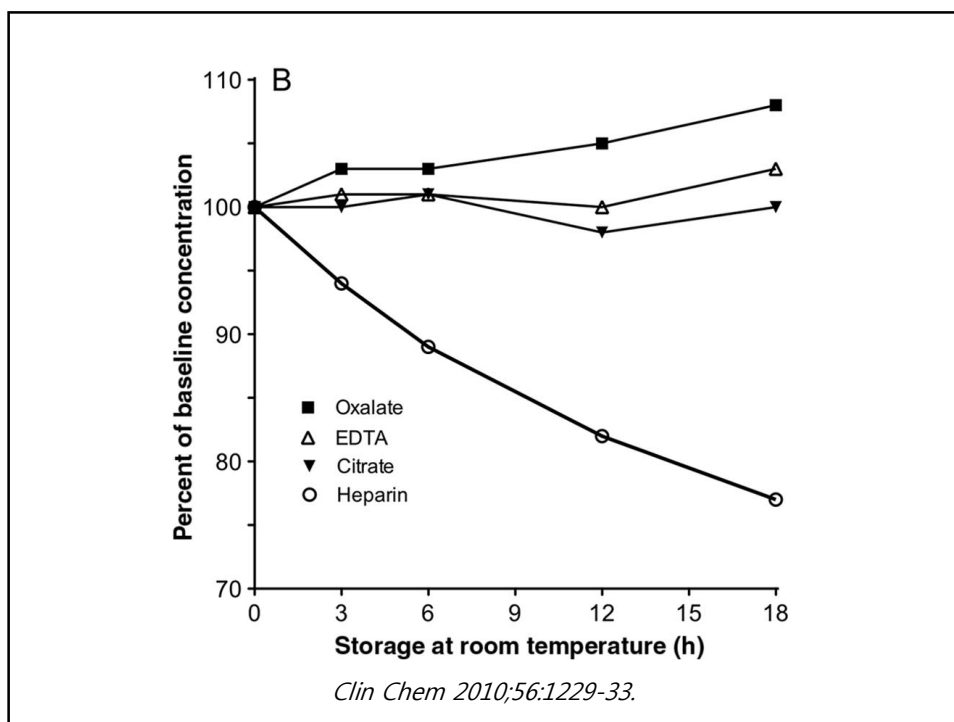 B
110
100
90
80
70
Percent of baseline concentration
Oxalate
EDTA
Citrate
Heparin
0 3 6 9 12 15 18
Storage at room temperature (h)
Clin Chem 2010;56:1229-33.